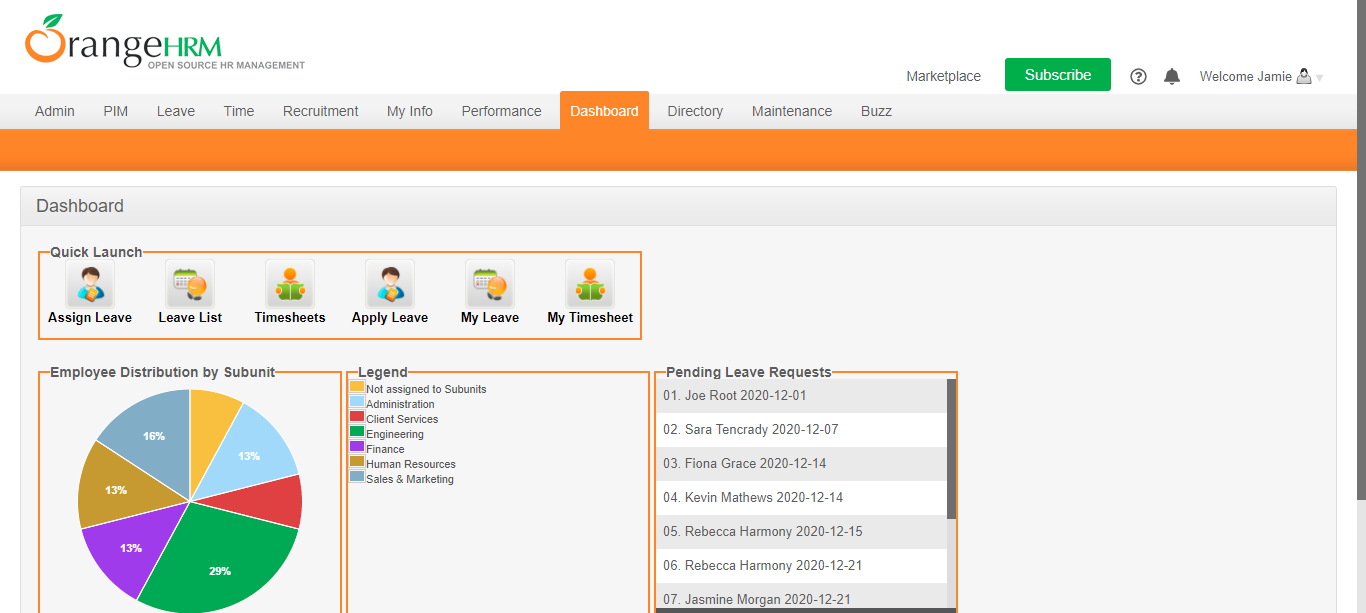 OrangeHRM
OPEN SOURCE HR MANAGEMENT
Marketplace Subscribe ? Welcome Jamie
Admin PIM Leave Time Recruitment My Info Performance Dashboard Directory Maintenance Buzz
Dashboard
Quick Launch
Assign Leave Leave List Timesheets Apply Leave My Leave My Timesheet
Employee Distribution by Subunit
16%
13%
13%
13%
29%
Legend
Not assigned to Subunits
Administration
Client Services
Engineering
Finance
Human Resources
Sales & Marketing
Pending Leave Requests
01. Joe Root 2020-12-01
02. Sara Tencrady 2020-12-07
03. Fiona Grace 2020-12-14
04. Kevin Mathews 2020-12-14
05. Rebecca Harmony 2020-12-15
06. Rebecca Harmony 2020-12-21
07. Jasmine Morgan 2020-12-21